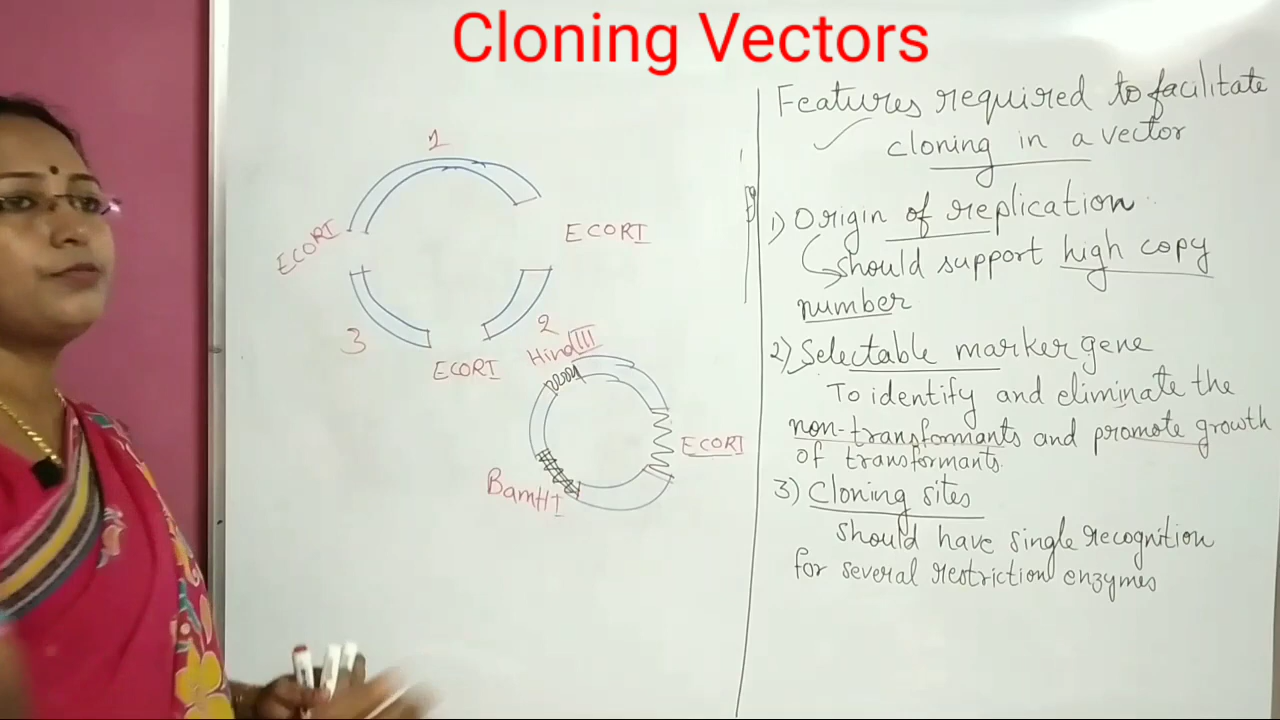 Cloning Vectors
Features required to facilitate
cloning in a vector
1) Origin of replication
should support high copy
number
2) Selectable marker gene
To identify and eliminate the
non-transformants and promote growth
of transformants.
3) Cloning sites
should have single recognition
for several restriction enzymes
1
ECORI
ECORI
3
2
ECORI
HindIII
ECORI
BamHI